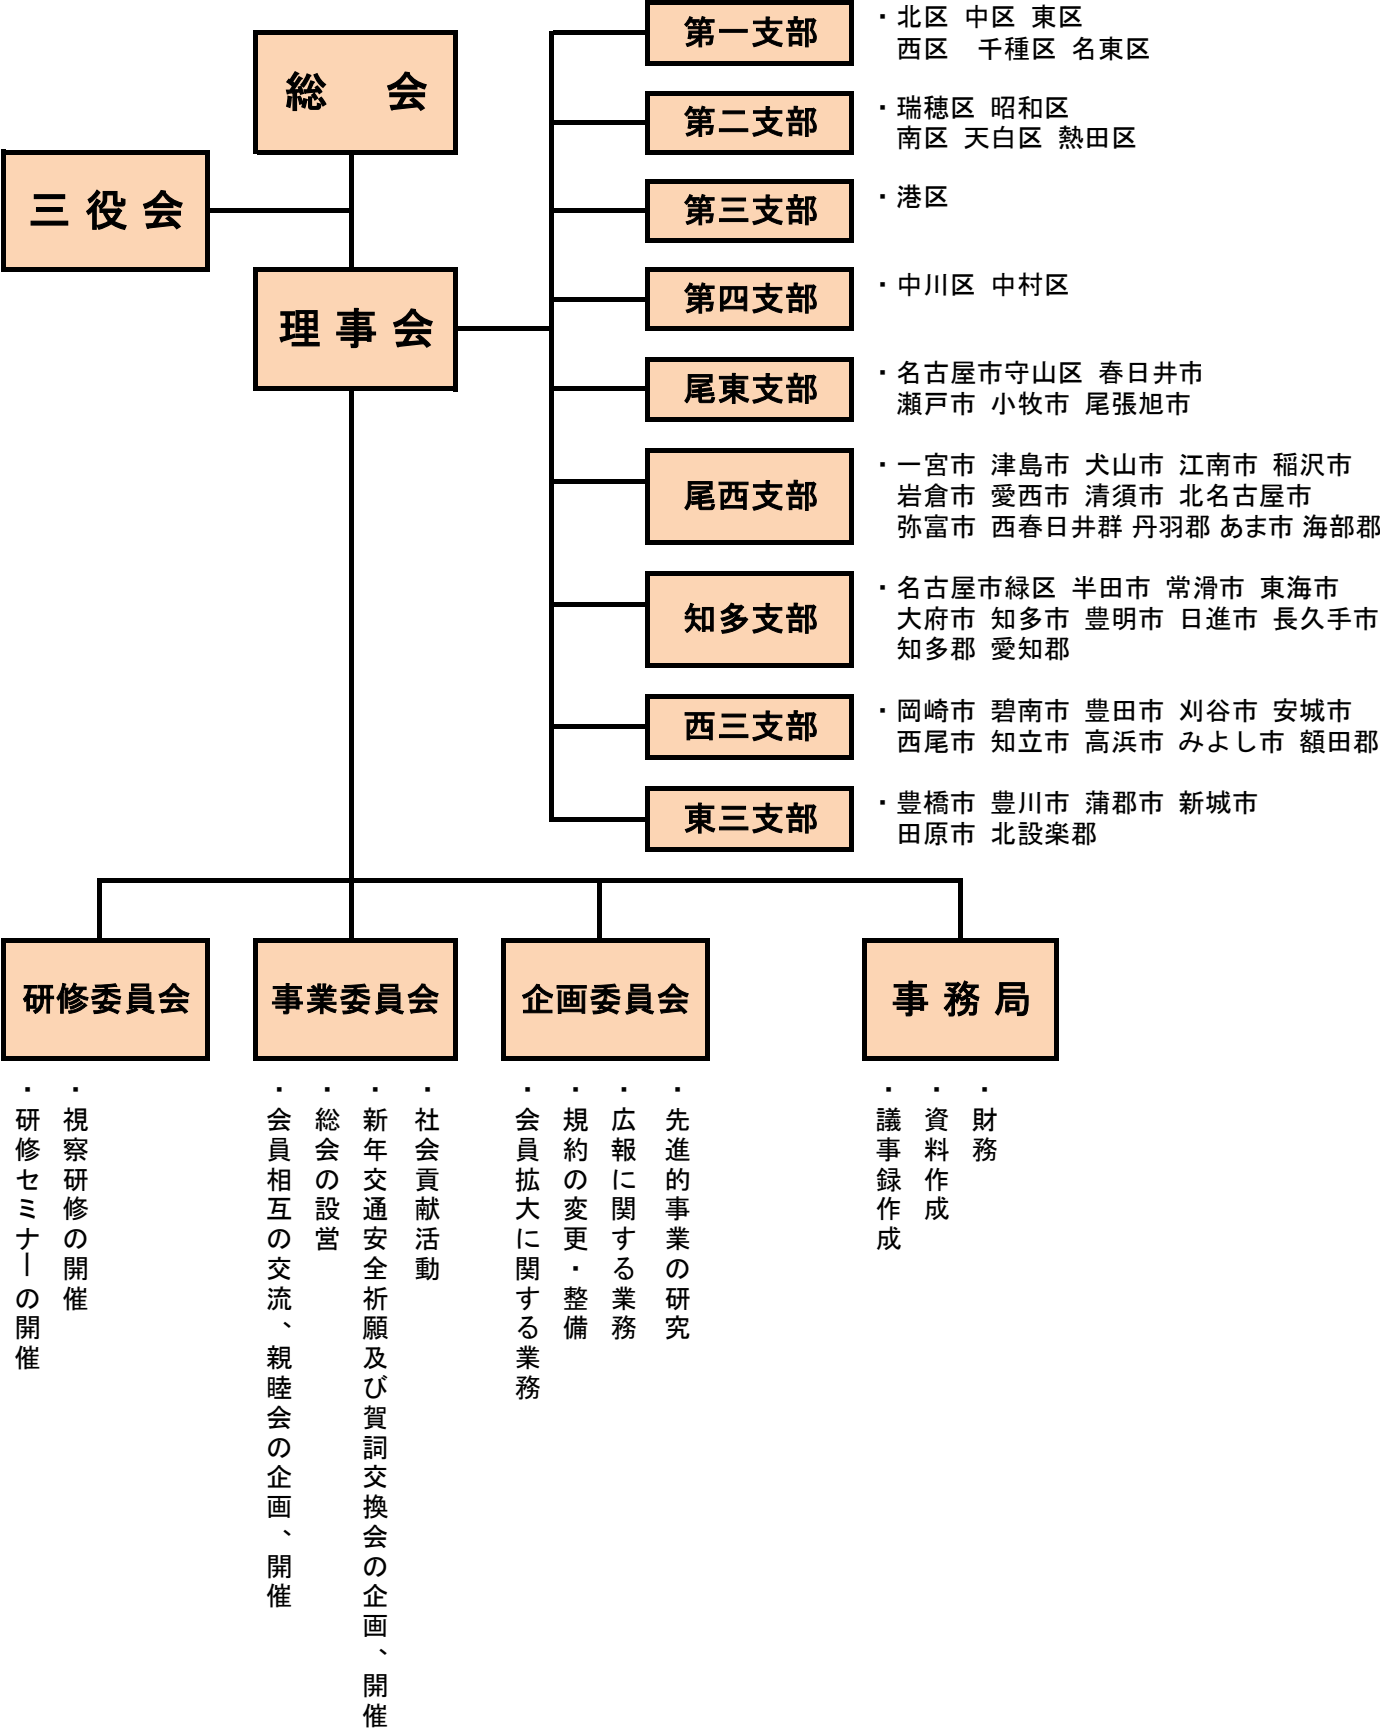 総　会
三 役 会
理 事 会
第一支部
・北区 中区 東区
西区 千種区 名東区
第二支部
・瑞穂区 昭和区
南区 天白区 熱田区
第三支部
・港区
第四支部
・中川区 中村区
尾東支部
・名古屋市守山区 春日井市
瀬戸市 小牧市 尾張旭市
尾西支部
・一宮市 津島市 犬山市 江南市 稲沢市
岩倉市 愛西市 清須市 北名古屋市
弥富市 西春日井群 丹羽郡 あま市 海部郡
知多支部
・名古屋市緑区 半田市 常滑市 東海市
大府市 知多市 豊明市 日進市 長久手市
知多郡 愛知郡
西三支部
・岡崎市 碧南市 豊田市 刈谷市 安城市
西尾市 知立市 高浜市 みよし市 額田郡
東三支部
・豊橋市 豊川市 蒲郡市 新城市
田原市 北設楽郡
研修委員会
・研修セミナーの開催
・視察研修の開催
事業委員会
・会員相互の交流、親睦会の企画、開催
・総会の設営
・新年交通安全祈願及び賀詞交換会の企画、開催
・社会貢献活動
企画委員会
・会員拡大に関する業務
・規約の変更・整備
・広報に関する業務
・先進的事業の研究
事 務 局
・議事録作成
・資料作成
・財務